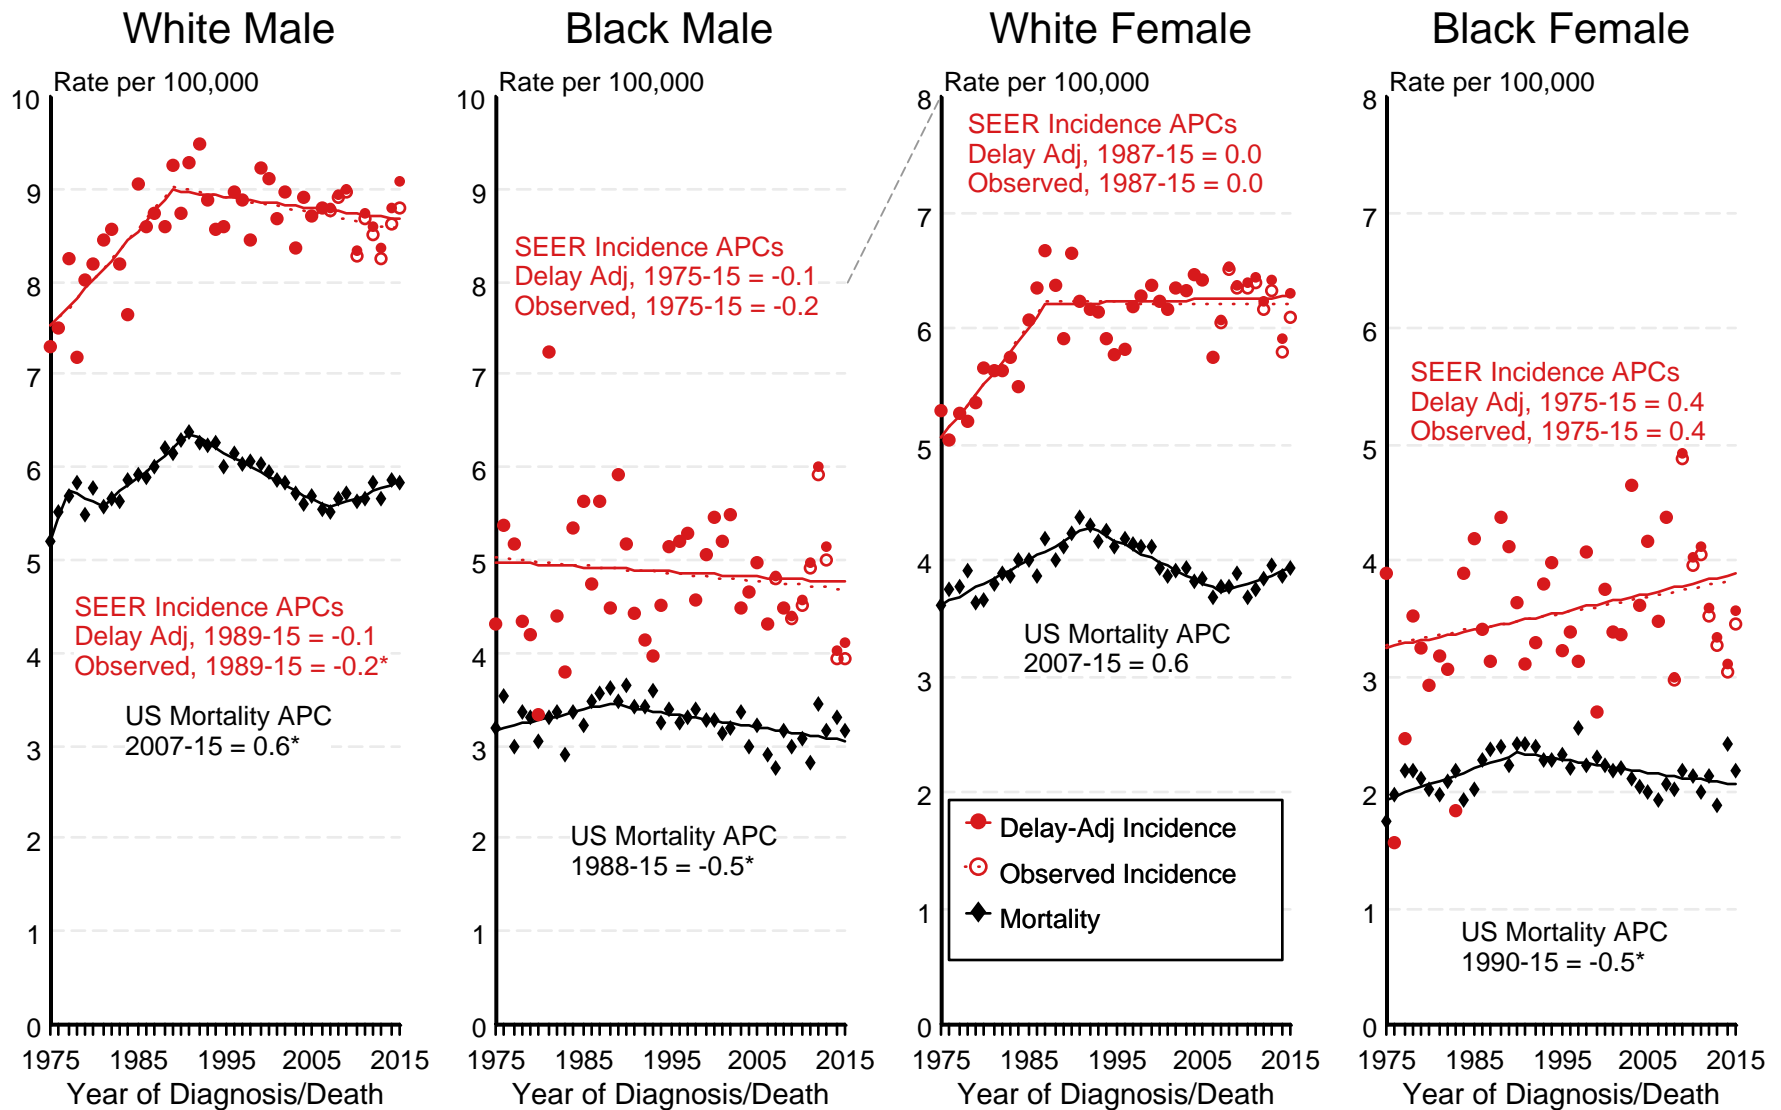 White Male
Rate per 100,000
10
9
8
7
6
5
4
3
2
1
0
SEER Incidence APCs
Delay Adj, 1989-15 = -0.1
Observed, 1989-15 = -0.2*
US Mortality APC
2007-15 = 0.6*
1975 1985 1995 2005 2015
Year of Diagnosis/Death
Black Male
Rate per 100,000
10
9
8
7
6
5
4
3
2
1
0
SEER Incidence APCs
Delay Adj, 1975-15 = -0.1
Observed, 1975-15 = -0.2
US Mortality APC
1988-15 = -0.5*
1975 1985 1995 2005 2015
Year of Diagnosis/Death
White Female
Rate per 100,000
8
7
6
5
4
3
2
1
0
SEER Incidence APCs
Delay Adj, 1987-15 = 0.0
Observed, 1987-15 = 0.0
US Mortality APC
2007-15 = 0.6
Delay-Adj Incidence
Observed Incidence
Mortality
1975 1985 1995 2005 2015
Year of Diagnosis/Death
Black Female
Rate per 100,000
8
7
6
5
4
3
2
1
0
SEER Incidence APCs
Delay Adj, 1975-15 = 0.4
Observed, 1975-15 = 0.4
US Mortality APC
1990-15 = -0.5*
1975 1985 1995 2005 2015
Year of Diagnosis/Death